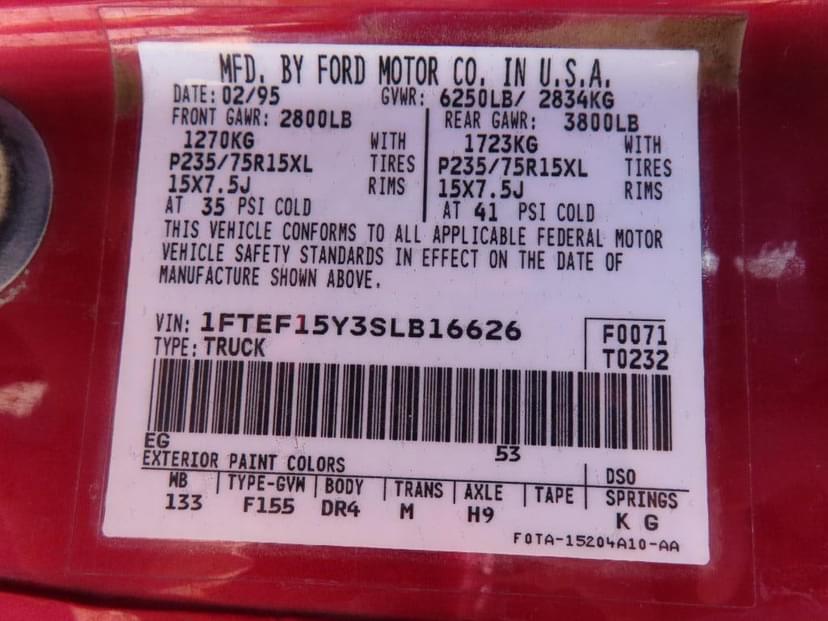 MFD. BY FORD MOTOR CO. IN U.S.A.
DATE: 02/95 GVWR: 6250LB/ 2834KG
FRONT GAWR: 2800LB REAR GAWR: 3800LB
1270KG WITH 1723KG WITH
P235/75R15XL TIRES P235/75R15XL TIRES
15X7.5J RIMS 15X7.5J RIMS
AT 35 PSI COLD AT 41 PSI COLD
THIS VEHICLE CONFORMS TO ALL APPLICABLE FEDERAL MOTOR
VEHICLE SAFETY STANDARDS IN EFFECT ON THE DATE OF
MANUFACTURE SHOWN ABOVE.
VIN: 1FTEF15Y3SLB16626 F0071
TYPE: TRUCK T0232
EG 53
EXTERIOR PAINT COLORS DSO
WB TYPE-GVW BODY TRANS AXLE TAPE SPRINGS
133 F155 DR4 M H9 K G
F0TA-15204A10-AA